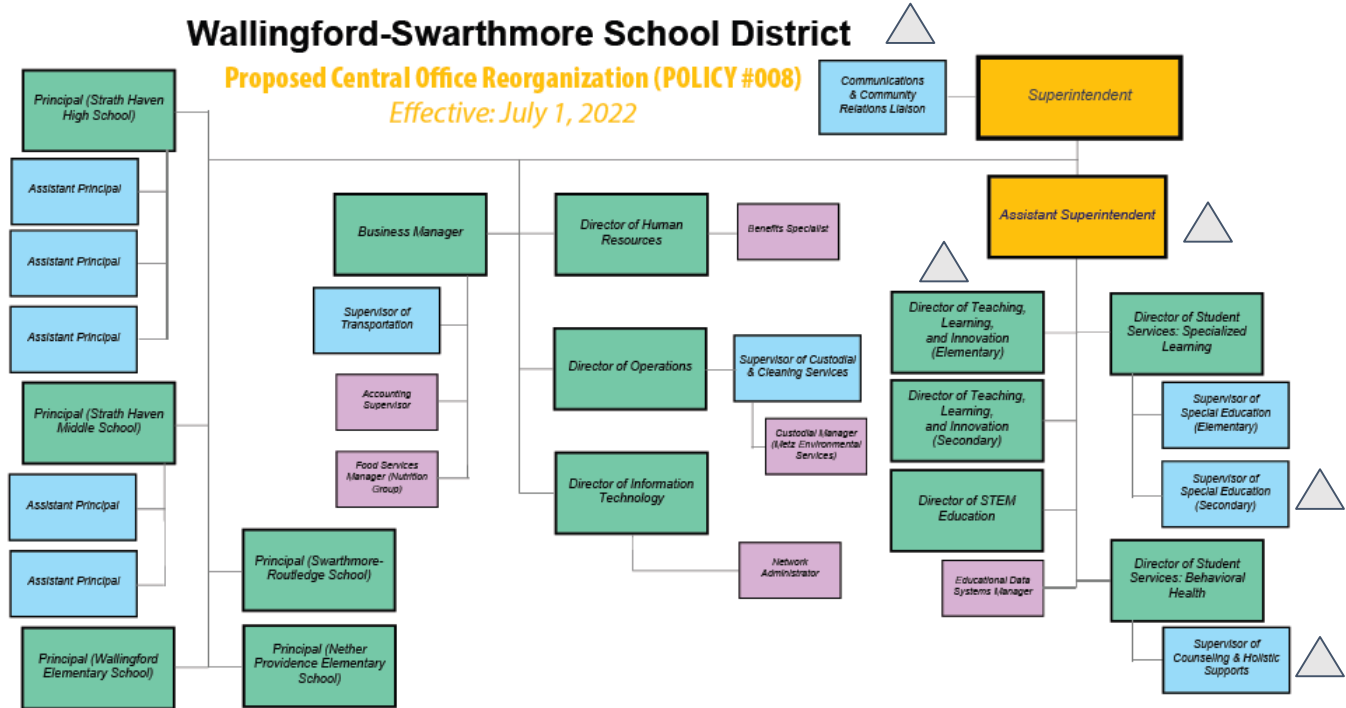 Wallingford-Swarthmore School District
Proposed Central Office Reorganization (POLICY #008)
Effective: July 1, 2022
Communications
& Community
Relations Liaison
Superintendent
Assistant Superintendent
Principal (Strath Haven
High School)
Assistant Principal
Assistant Principal
Assistant Principal
Principal (Strath Haven
Middle School)
Assistant Principal
Assistant Principal
Principal (Wallingford
Elementary School)
Principal (Swarthmore-
Routledge School)
Principal (Nether
Providence Elementary
School)
Business Manager
Supervisor of
Transportation
Accounting
Supervisor
Food Services
Manager (Nutrition
Group)
Director of Human
Resources
Benefits Specialist
Director of Operations
Supervisor of Custodial
& Cleaning Services
Custodial Manager
(Metz Environmental
Services)
Director of Information
Technology
Network
Administrator
Director of Teaching,
Learning,
and Innovation
(Elementary)
Director of Teaching,
Learning,
and Innovation
(Secondary)
Director of STEM
Education
Educational Data
Systems Manager
Director of Student
Services: Specialized
Learning
Supervisor of
Special Education
(Elementary)
Supervisor of
Special Education
(Secondary)
Director of Student
Services: Behavioral
Health
Supervisor of
Counseling & Holistic
Supports